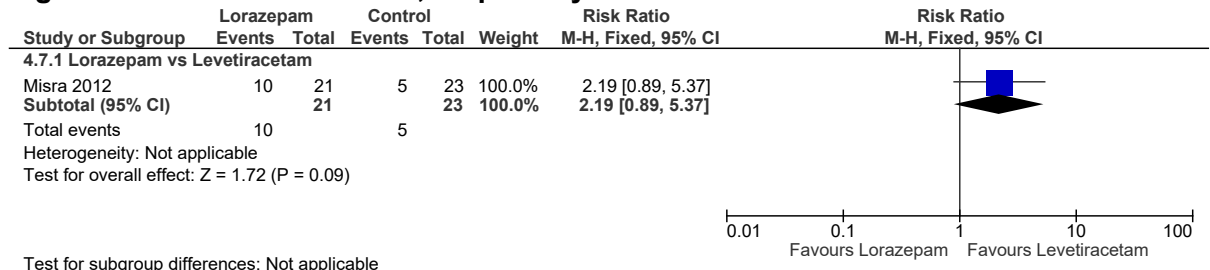 Lorazepam Control Risk Ratio Risk Ratio
Study or Subgroup Events Total Events Total Weight M-H, Fixed, 95% CI M-H, Fixed, 95% CI
4.7.1 Lorazepam vs Levetiracetam
Misra 2012 10 21 5 23 100.0% 2.19 [0.89, 5.37]
Subtotal (95% CI) 21 23 100.0% 2.19 [0.89, 5.37]
Total events 10 5
Heterogeneity: Not applicable
Test for overall effect: Z = 1.72 (P = 0.09)
0.01 0.1 1 10 100
Favours Lorazepam Favours Levetiracetam
Test for subgroup differences: Not applicable